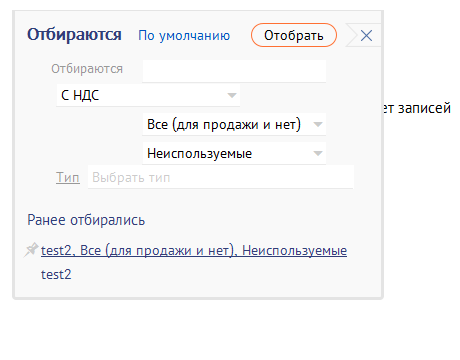 Отбираются По умолчанию Отобрать
Отбираются
С НДС
ет записей
Все (для продажи и нет)
Неиспользуемые
Тип Выбрать тип
Ранее отбирались
test2, Все (для продажи и нет), Неиспользуемые
test2